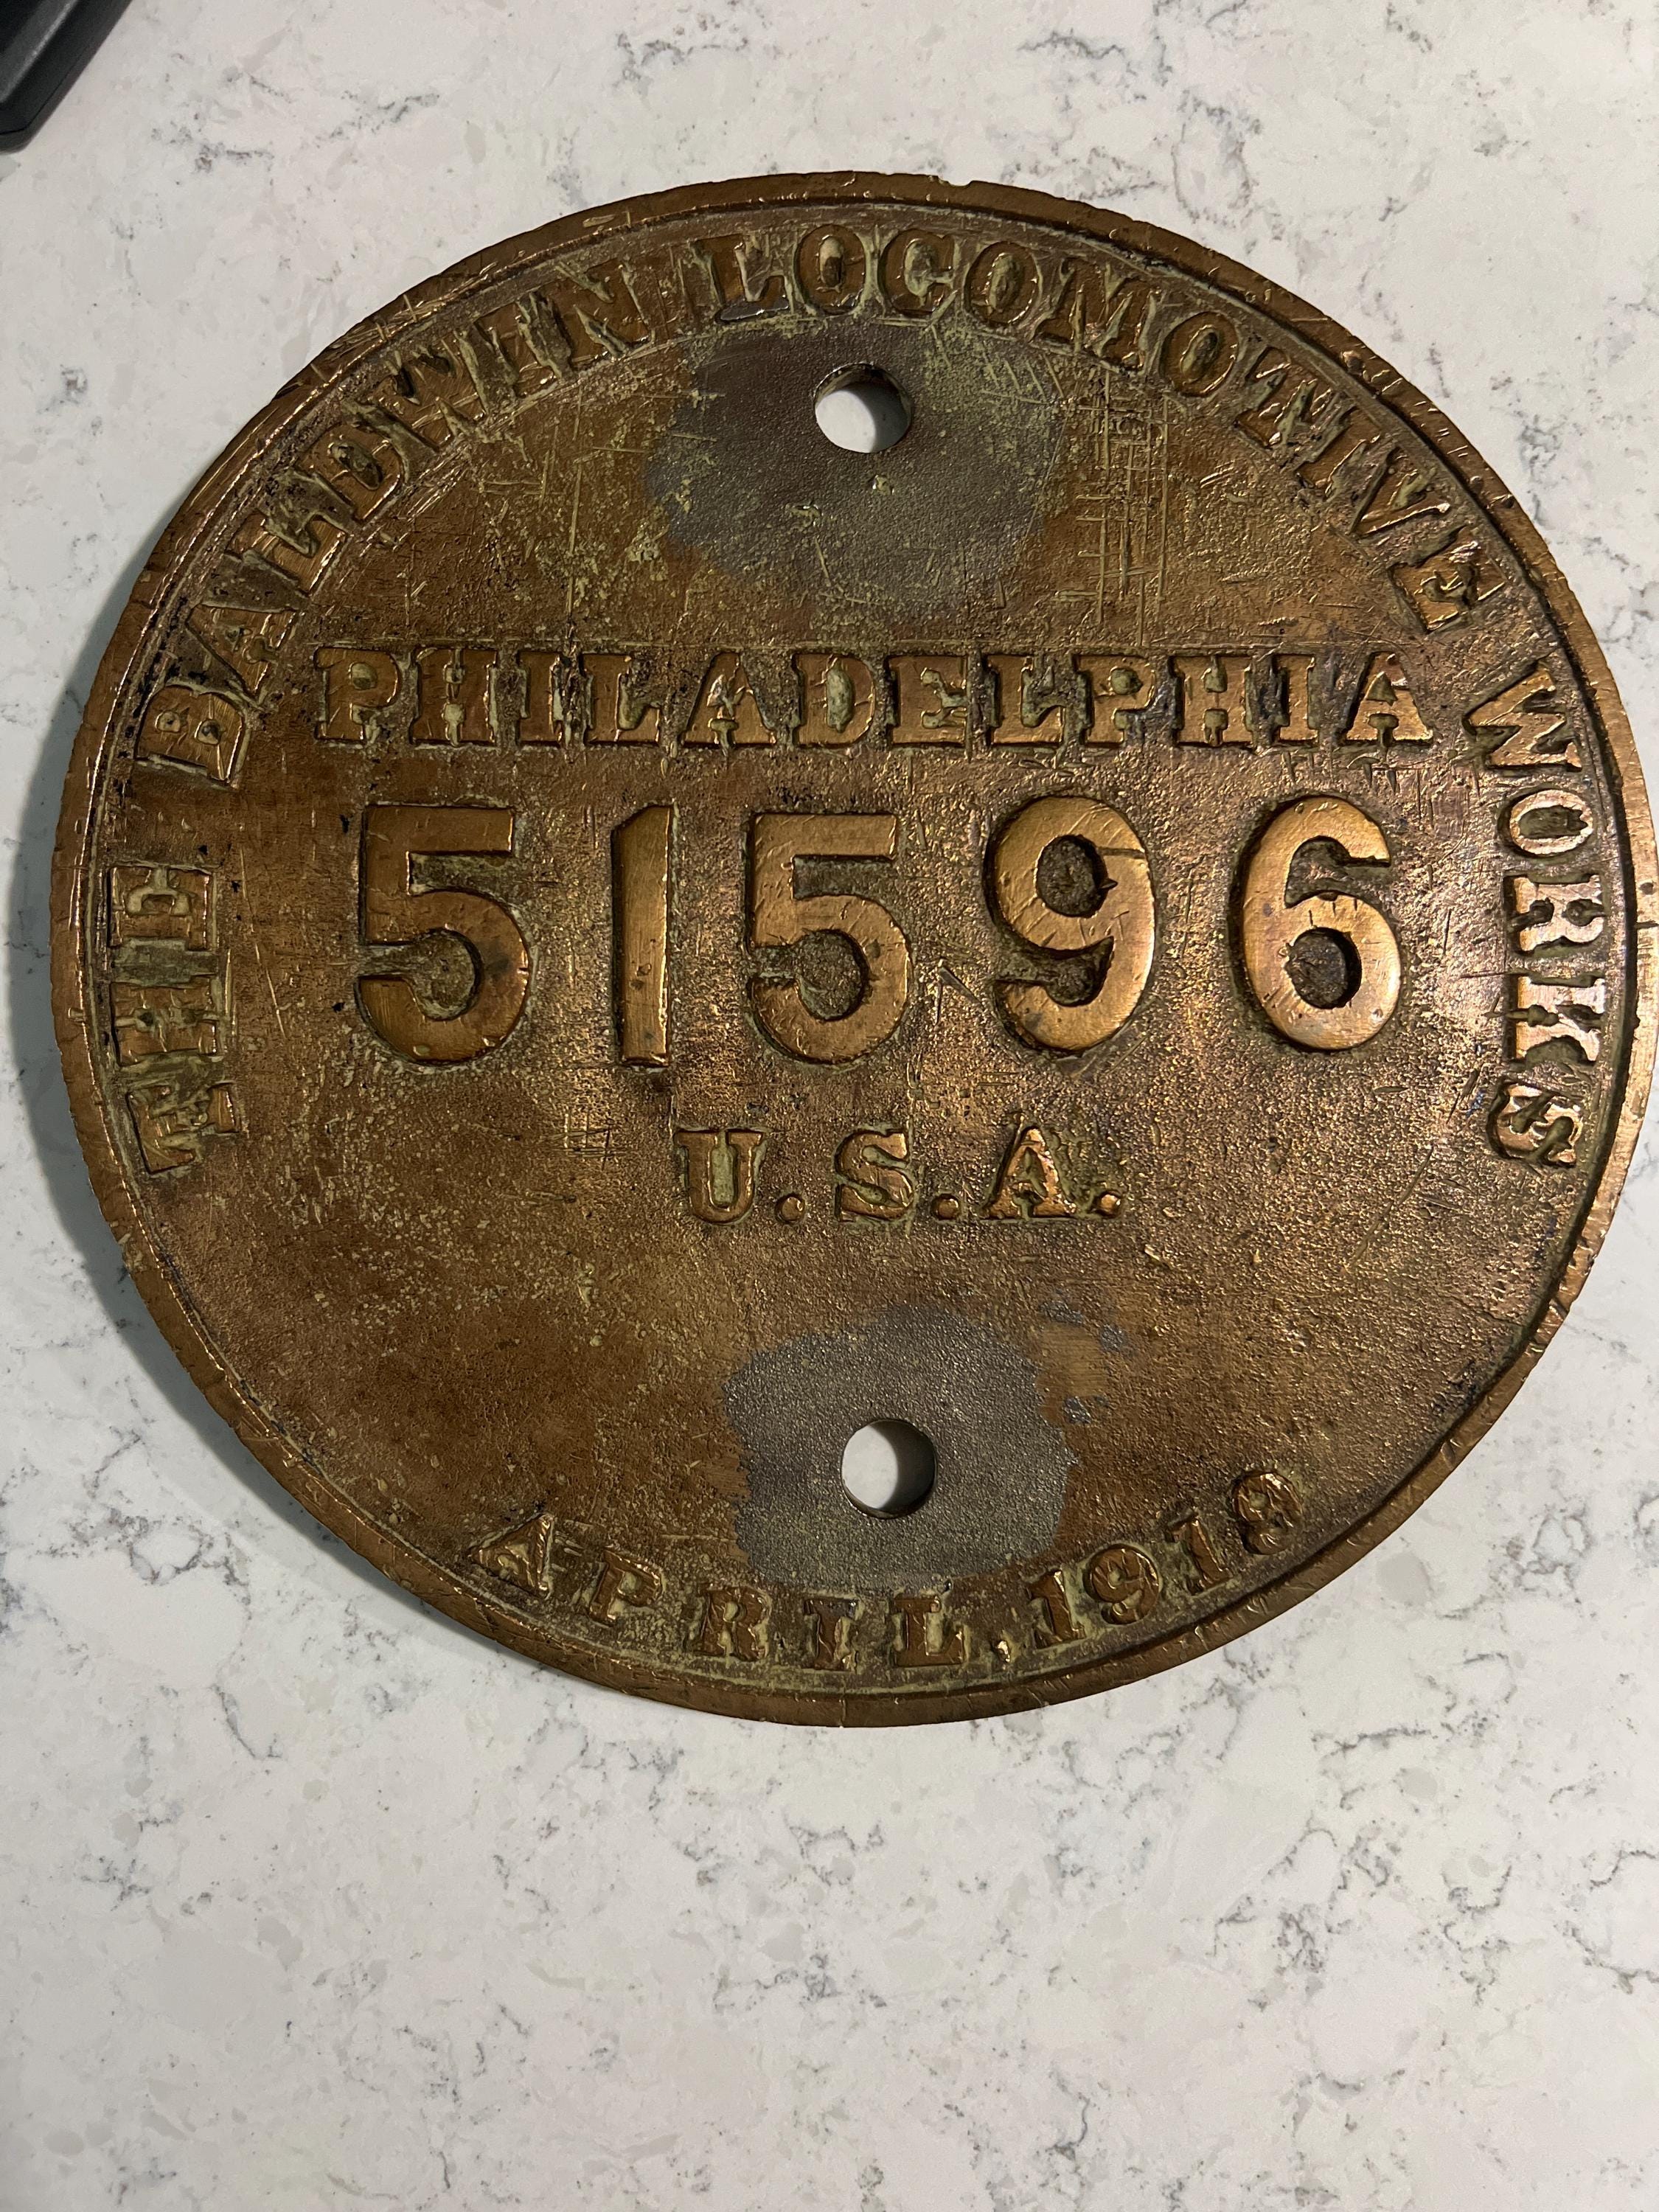 THE BALDWIN LOCOMOTIVE WORKS
PHILADELPHIA
51596
U.S.A.
APRIL, 1919